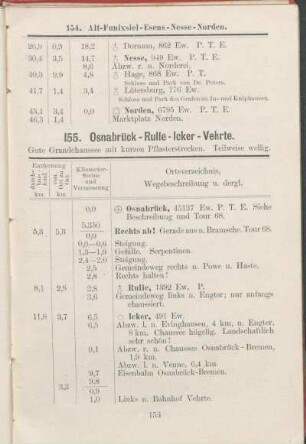 154. Alt-Funixsiel-Esens-Nesse-Norden.
26,9 0,9 18,2 Dornum, 862 Ew. P. T. E.
30,4 3,5 14,7 Nesse, 949 Ew. P. T. E.
8,6 Abzw. r. n. Norderei.
40,3 9,9 4,8 Hage, 868 Ew. P. T.
Schloss und Park von Dr. Peters.
41,7 1,4 3,4 Lütetsburg, 776 Ew.
Schloss und Park des Grafen zu In- und Knyphausen.
45,1 3,4 0,0 Norden, 6795 Ew. P. T. E.
46,3 1,4 Marktplatz Norden.
155. Osnabrück-Rulle-Icker-Vehrte.
Gute Grandchaussee mit kurzen Pflasterstrecken. Teilweise wellig.
Entfernung
km km
Kilometer-Steine und Vermessung
Ortsverzeichnis, Wegebeschreibung u. dergl.
0,0 Osnabrück, 45137 Ew. P. T. E. Siehe
Beschreibung und Tour 68.
5,3 5,3 5,350 Rechts ab! Geradeaus n. Bramsche. Tour 68.
0,0
0,0—0,6 Steigung.
1,3—1,9 Gefälle, Serpentinen.
2,4—2,0 Steigung.
2,5 Gemeindeweg rechts n. Powe u. Haste.
2,8 Rechts halten!
8,1 2,8 2,8 Rulle, 1392 Ew. P.
3,6 Gemeindeweg links n. Engter; nur anfangs
chaussiert.
11,8 3,7 6,5 Icker, 491 Ew.
6,5 Abzw. l. n. Evinghausen, 4 km, u. Engter,
8 km. Chaussee hügelig. Landschaftlich
sehr schön!
9,1 Abzw. r. n. Chaussee Osnabrück-Bremen,
1,0 km.
Abzw. l. n. Venne, 6,4 km.
9,7 Eisenbahn Osnabrück-Bremen.
3,3 9,8
0,9
1,0 Links n. Bahnhof Vehrte.
153